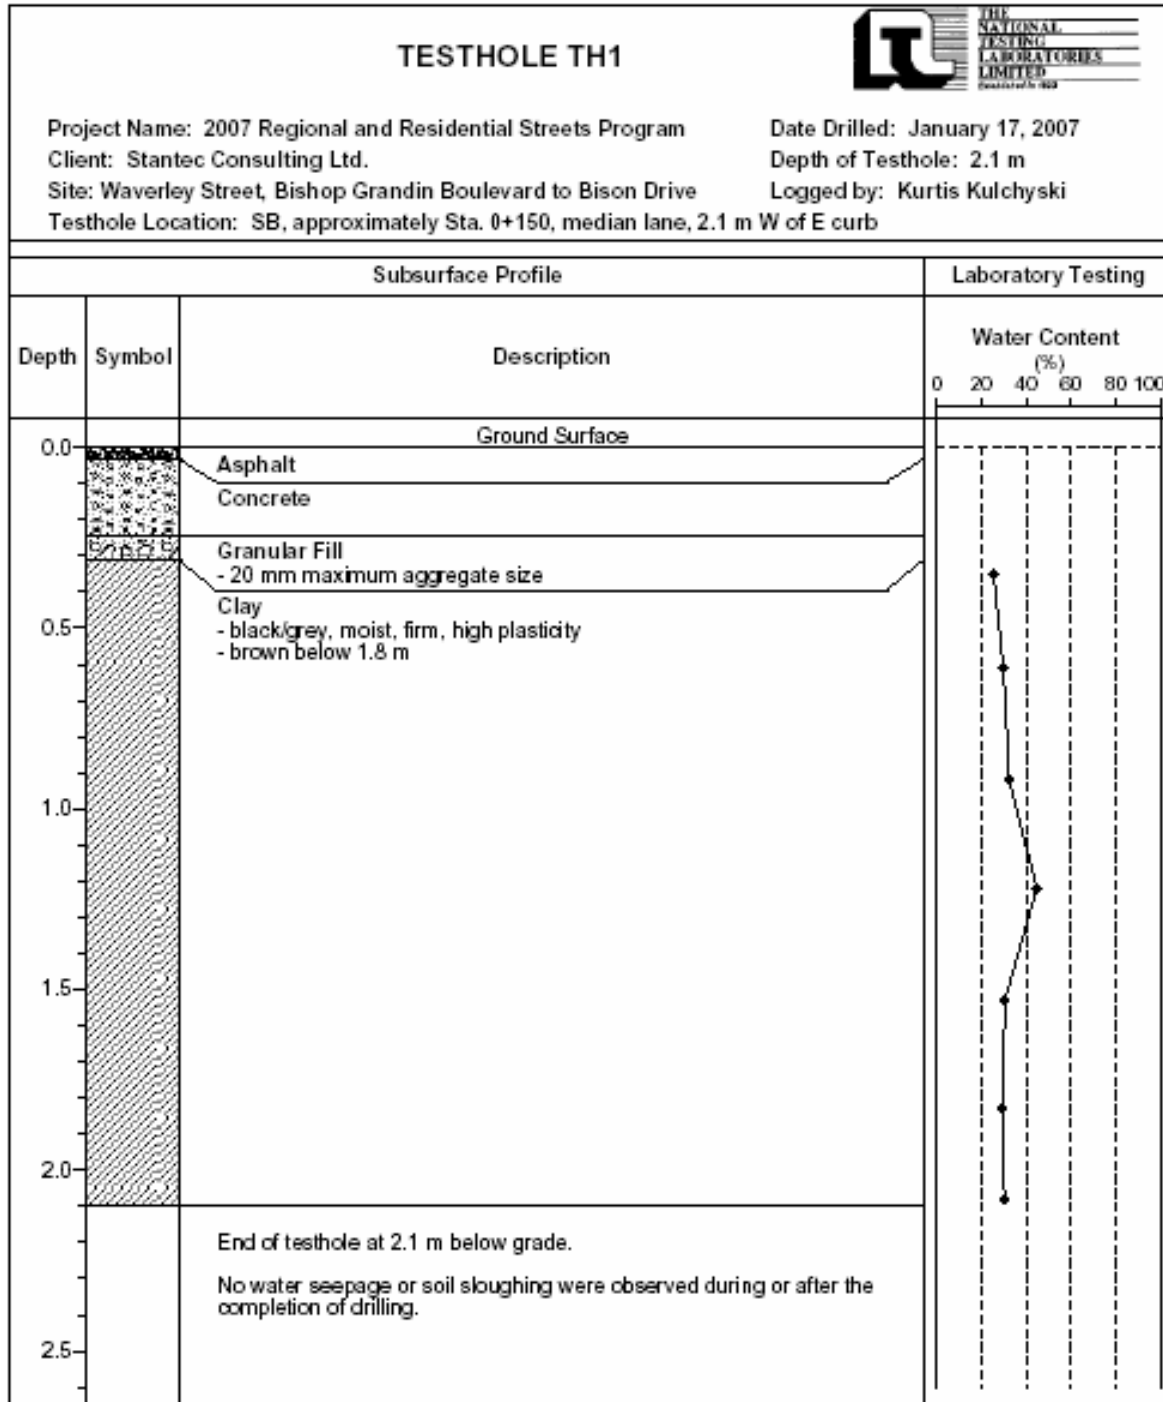 TESTHOLE TH1
THE
NATIONAL
TESTING
LABORATORIES
LIMITED
Project Name: 2007 Regional and Residential Streets Program
Date Drilled: January 17, 2007
Client: Stantec Consulting Ltd.
Depth of Testhole: 2.1 m
Site: Waverley Street, Bishop Grandin Boulevard to Bison Drive
Logged by: Kurtis Kulchyski
Testhole Location: SB, approximately Sta. 0+150, median lane, 2.1 m W of E curb
Subsurface Profile
Laboratory Testing
Depth
Symbol
Description
Water Content
(%)
0 20 40 60 80 100
Ground Surface
0.0
Asphalt
Concrete
Granular Fill
- 20 mm maximum aggregate size
Clay
0.5
- black/grey, moist, firm, high plasticity
- brown below 1.8 m
1.0
1.5
2.0
End of testhole at 2.1 m below grade.
No water seepage or soil sloughing were observed during or after the
completion of drilling.
2.5